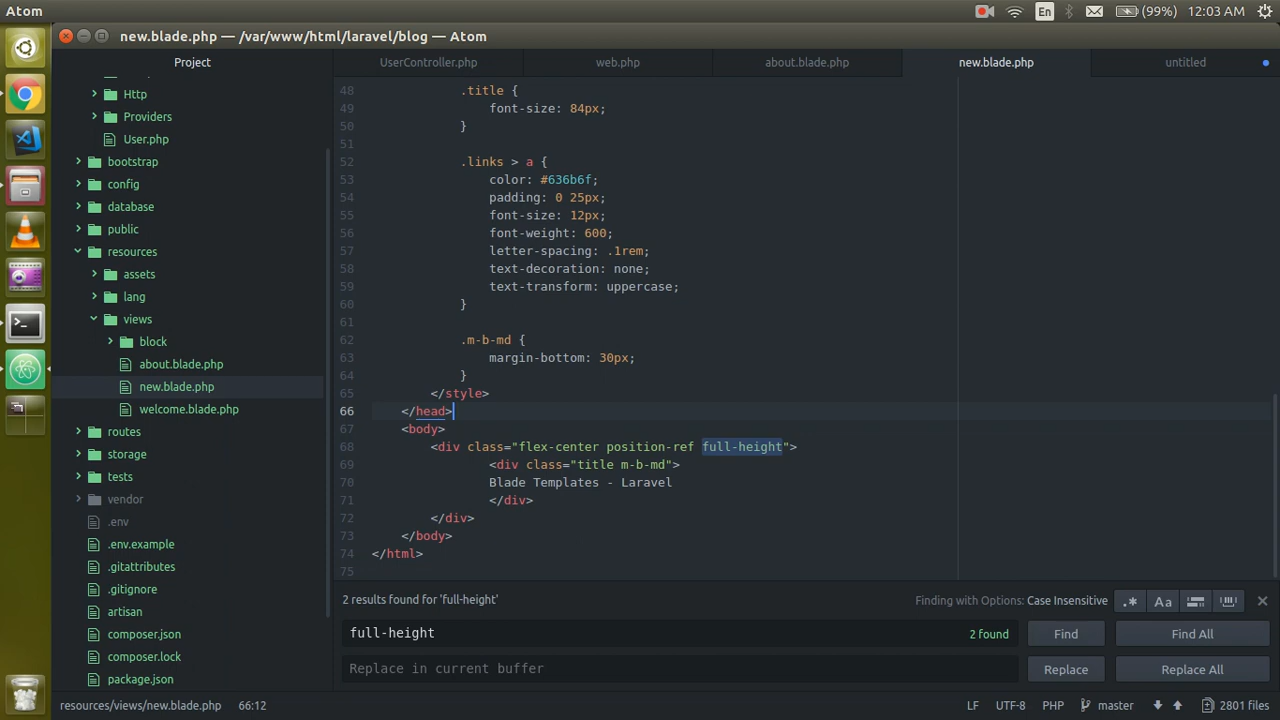 Atom
En
(99%)
12:03 AM
new.blade.php — /var/www/html/laravel/blog — Atom
Project
Http
Providers
User.php
bootstrap
config
database
public
resources
assets
lang
views
block
about.blade.php
new.blade.php
welcome.blade.php
routes
storage
tests
vendor
.env
.env.example
.gitattributes
.gitignore
artisan
composer.json
composer.lock
package.json
UserController.php
web.php
about.blade.php
new.blade.php
untitled
48 .title {
49 font-size: 84px;
50 }
51
52 .links > a {
53 color: #636b6f;
54 padding: 0 25px;
55 font-size: 12px;
56 font-weight: 600;
57 letter-spacing: .1rem;
58 text-decoration: none;
59 text-transform: uppercase;
60 }
61
62 .m-b-md {
63 margin-bottom: 30px;
64 }
65 </style>
66 </head>
67 <body>
68 <div class="flex-center position-ref full-height">
69 <div class="title m-b-md">
70 Blade Templates - Laravel
71 </div>
72 </div>
73 </body>
74 </html>
75
2 results found for 'full-height'
Finding with Options: Case Insensitive
.*
Aa
full-height
2 found
Find
Find All
Replace in current buffer
Replace
Replace All
resources/views/new.blade.php
66:12
LF
UTF-8
PHP
master
2801 files